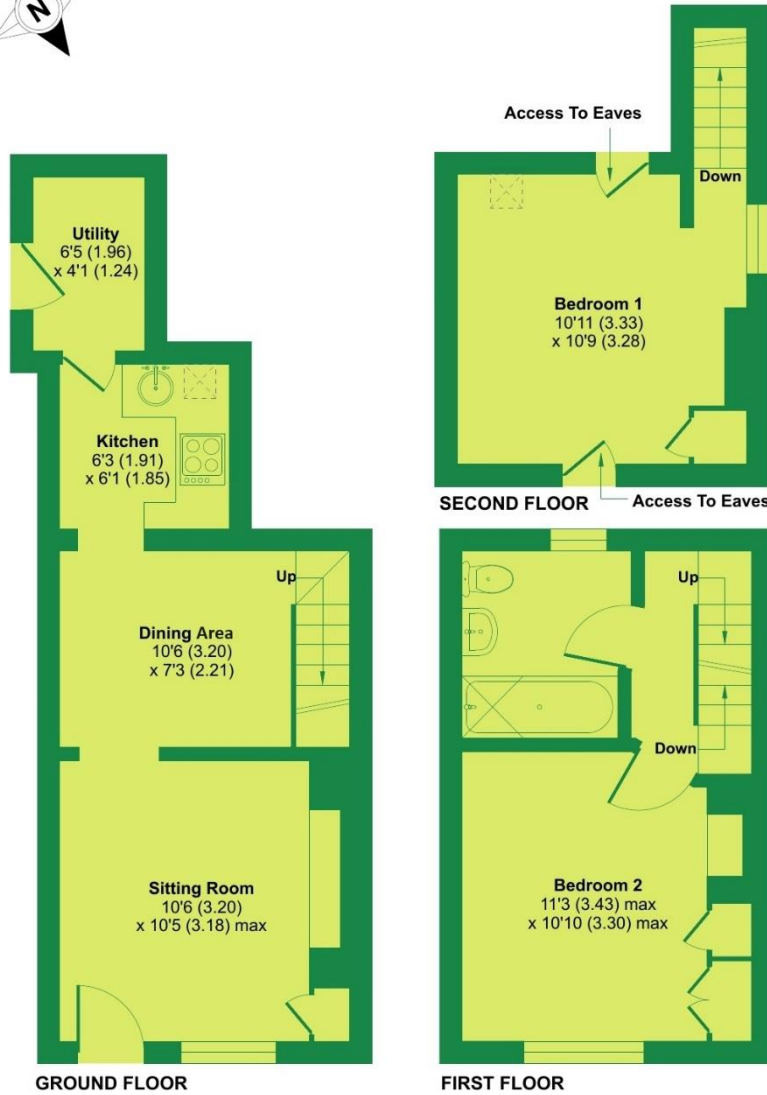 N
Utility
6'5 (1.96)
x 4'1 (1.24)
Kitchen
6'3 (1.91)
x 6'1 (1.85)
Up
Dining Area
10'6 (3.20)
x 7'3 (2.21)
Sitting Room
10'6 (3.20)
x 10'5 (3.18) max
GROUND FLOOR
Access To Eaves
Down
Bedroom 1
10'11 (3.33)
x 10'9 (3.28)
SECOND FLOOR
Access To Eaves
Up
Down
Bedroom 2
11'3 (3.43) max
x 10'10 (3.30) max
FIRST FLOOR